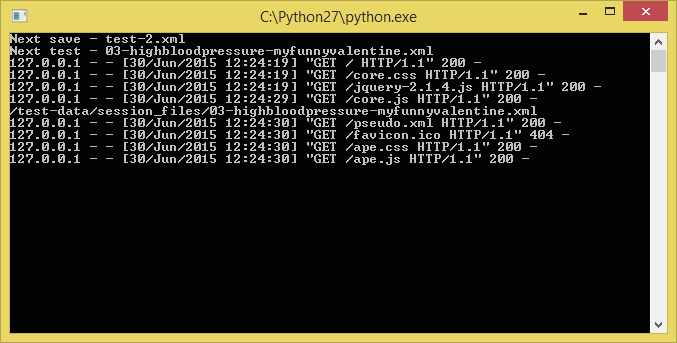 C:\Python27\python.exe
Next save - test-2.xml
Next test - 03-highbloodpressure-myfunnyvalentine.xml
127.0.0.1 - - [30/Jun/2015 12:24:19] "GET / HTTP/1.1" 200 -
127.0.0.1 - - [30/Jun/2015 12:24:19] "GET /core.css HTTP/1.1" 200 -
127.0.0.1 - - [30/Jun/2015 12:24:19] "GET /jquery-2.1.4.js HTTP/1.1" 200 -
127.0.0.1 - - [30/Jun/2015 12:24:29] "GET /core.js HTTP/1.1" 200 -
/test-data/session_files/03-highbloodpressure-myfunnyvalentine.xml
127.0.0.1 - - [30/Jun/2015 12:24:30] "GET /pseudo.xml HTTP/1.1" 200 -
127.0.0.1 - - [30/Jun/2015 12:24:30] "GET /favicon.ico HTTP/1.1" 404 -
127.0.0.1 - - [30/Jun/2015 12:24:30] "GET /ape.css HTTP/1.1" 200 -
127.0.0.1 - - [30/Jun/2015 12:24:30] "GET /ape.js HTTP/1.1" 200 -